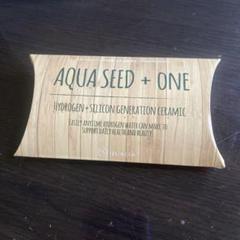 AQUA SEED + ONE
HYDROGEN + SILICON GENERATION CERAMIC
EASILY ANYTIME HYDROGEN WATER CAN MAKE TO
SUPPORT DAILY HEALTH AND BEAUTY